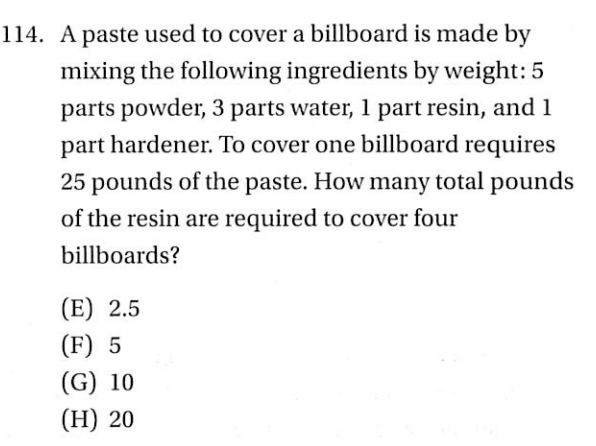 114. A paste used to cover a billboard is made by
mixing the following ingredients by weight: 5
parts powder, 3 parts water, 1 part resin, and 1
part hardener. To cover one billboard requires
25 pounds of the paste. How many total pounds
of the resin are required to cover four
billboards?
(E) 2.5
(F) 5
(G) 10
(H) 20